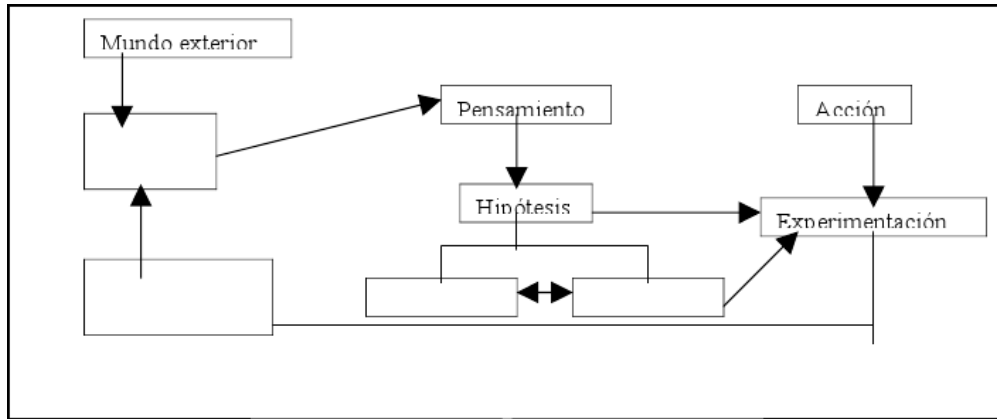 Mundo exterior
Pensamiento
Acción
Hipótesis
Experimentación